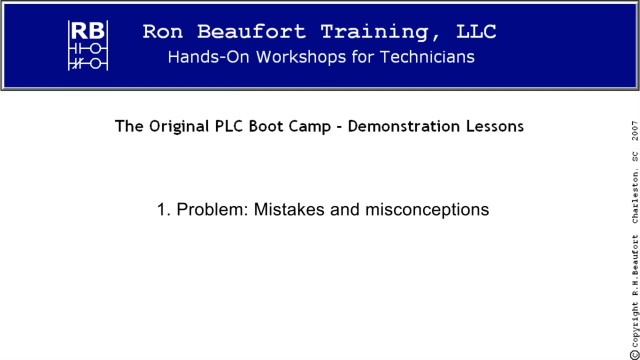 RB
Ron Beaufort Training, LLC
Hands-On Workshops for Technicians
The Original PLC Boot Camp - Demonstration Lessons
1. Problem: Mistakes and misconceptions
© Copyright R.H.Beaufort Charleston, SC 2007